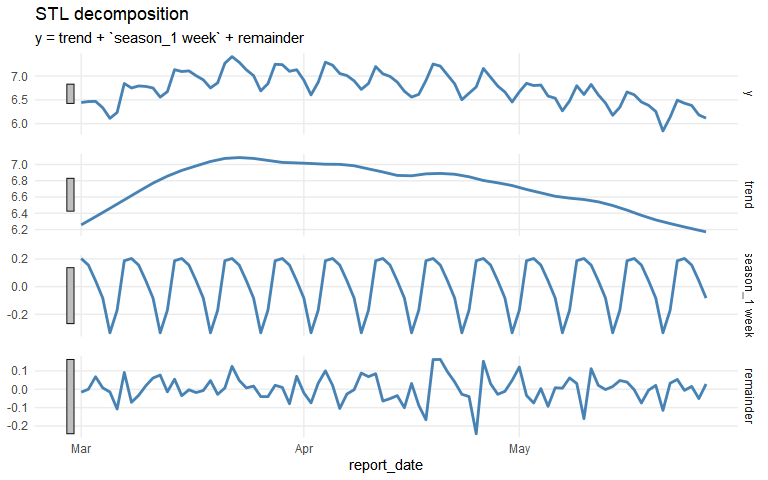 STL decomposition
y = trend + `season_1 week` + remainder
7.0
6.5
6.0
y
7.0
6.8
6.6
6.4
6.2
trend
0.2
0.0
-0.2
season_1 week
0.1
0.0
-0.1
-0.2
remainder
Mar Apr May
report_date